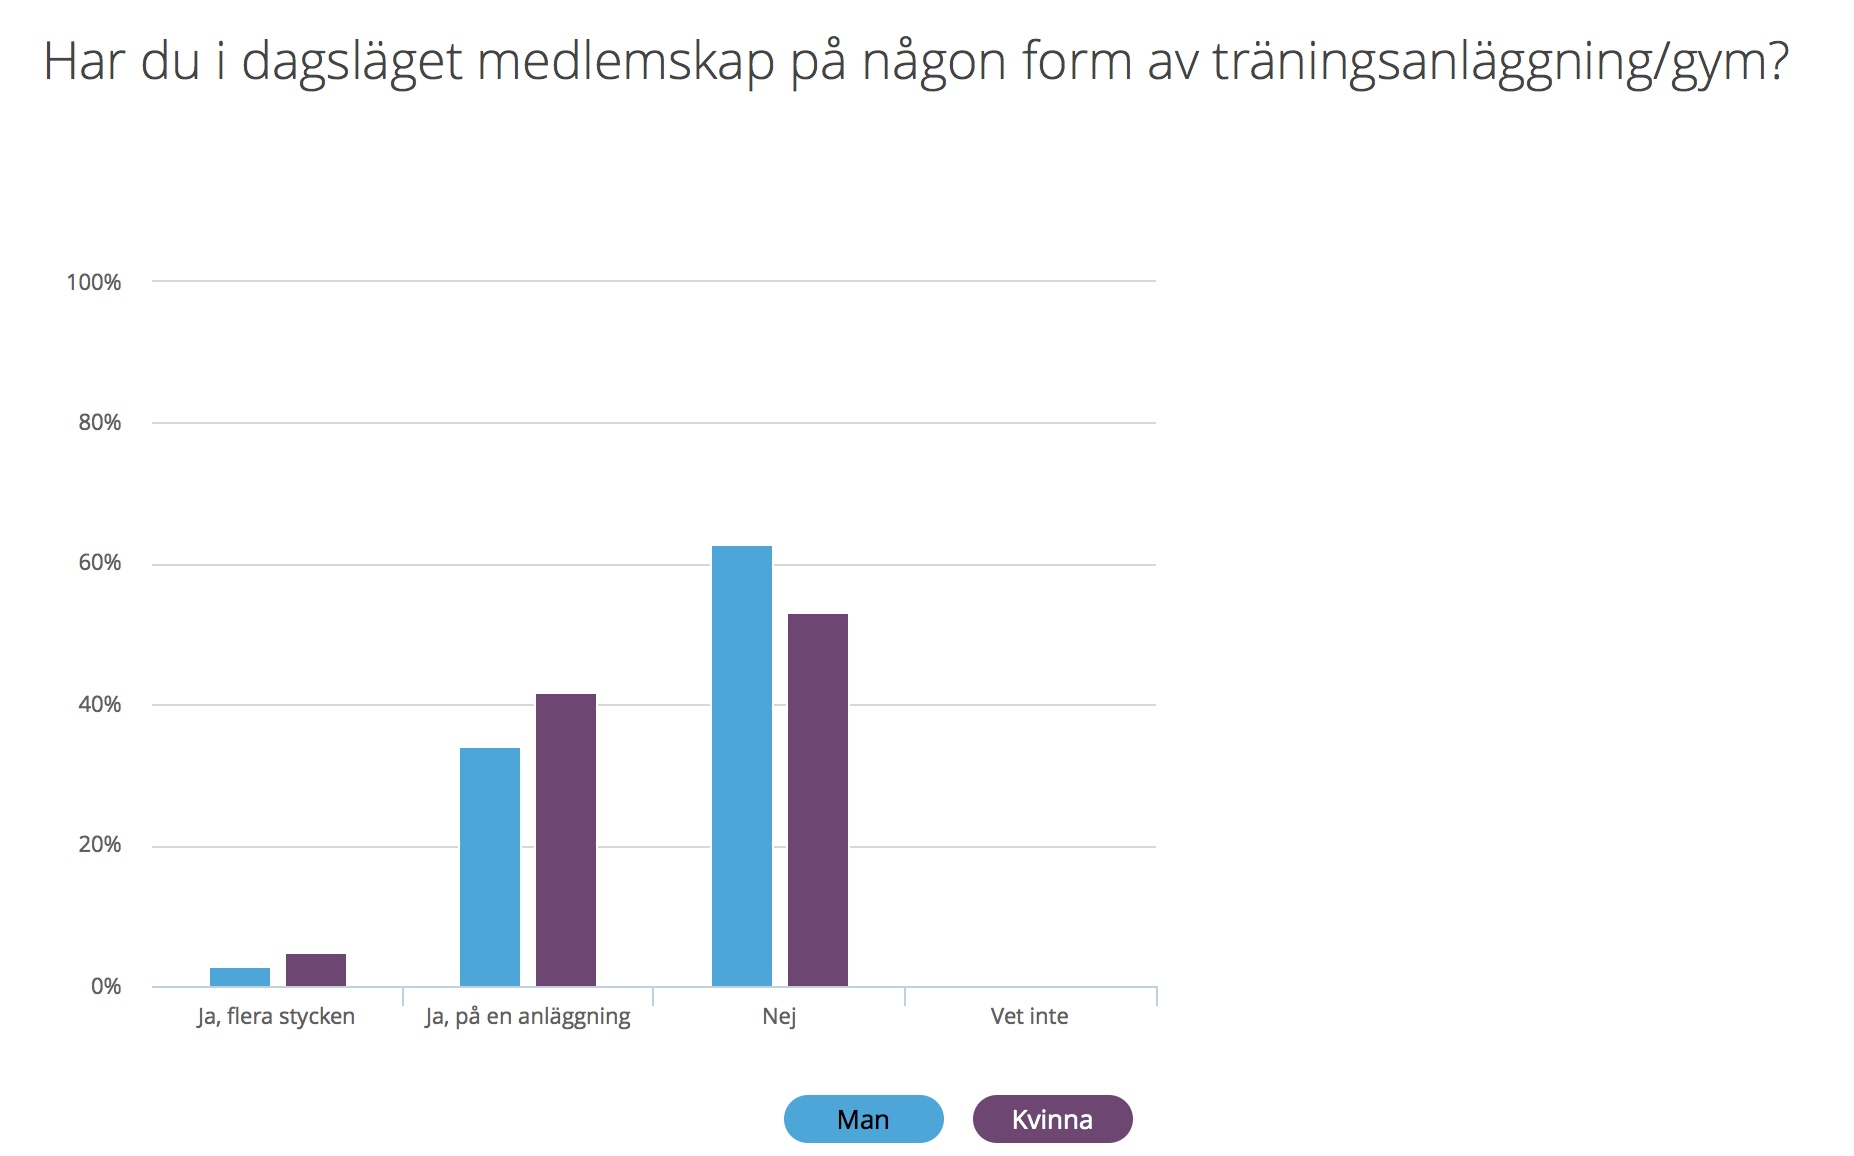 Har du i dagsläget medlemskap på någon form av träningsanläggning/gym?
100%
80%
60%
40%
20%
0%
Ja, flera stycken
Ja, på en anläggning
Nej
Vet inte
Man
Kvinna